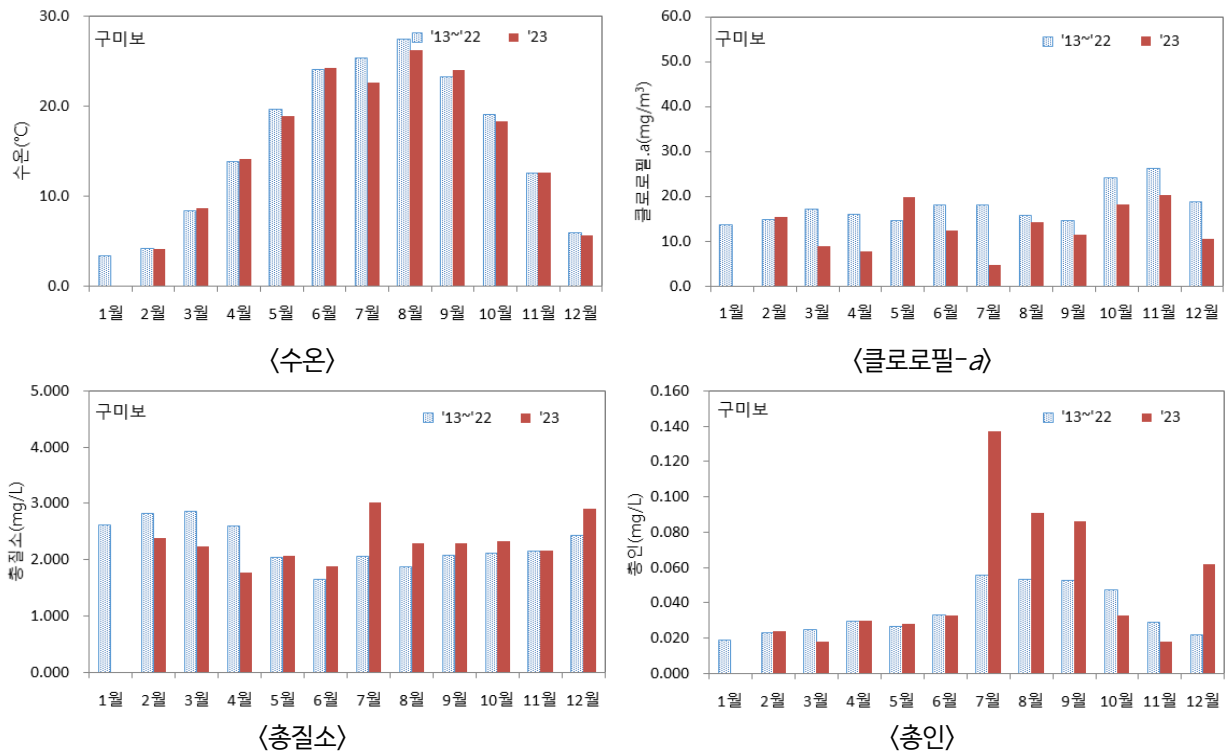 구미보
'13~'22 '23
수온(℃)
30.0
20.0
10.0
0.0
1월 2월 3월 4월 5월 6월 7월 8월 9월 10월 11월 12월
〈수온〉
구미보
'13~'22 '23
클로로필.a(mg/m³)
60.0
50.0
40.0
30.0
20.0
10.0
0.0
1월 2월 3월 4월 5월 6월 7월 8월 9월 10월 11월 12월
〈클로로필-a〉
구미보
'13~'22 '23
총질소(mg/L)
5.000
4.000
3.000
2.000
1.000
0.000
1월 2월 3월 4월 5월 6월 7월 8월 9월 10월 11월 12월
〈총질소〉
구미보
'13~'22 '23
총인(mg/L)
0.160
0.140
0.120
0.100
0.080
0.060
0.040
0.020
0.000
1월 2월 3월 4월 5월 6월 7월 8월 9월 10월 11월 12월
〈총인〉